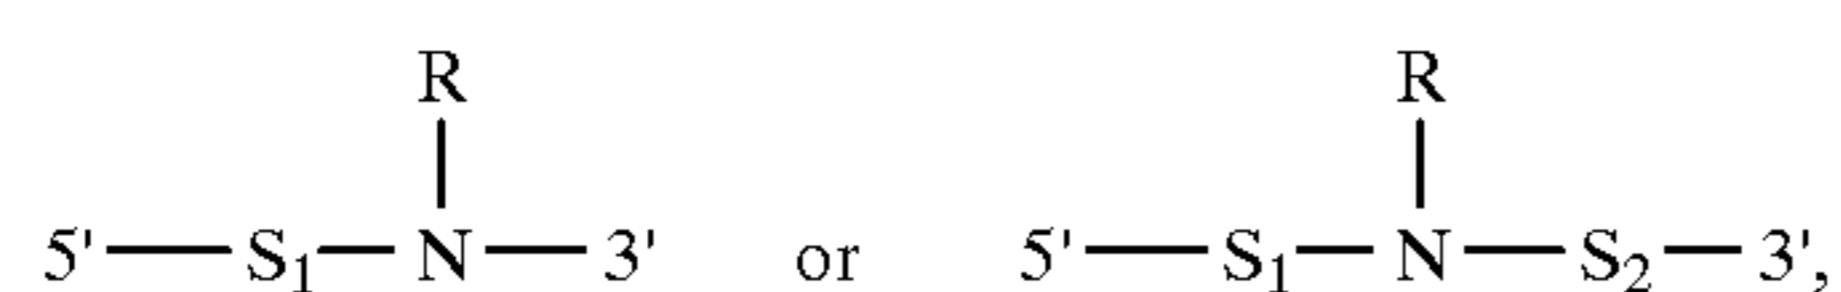 R R
5' S₁ N 3' or 5' S₁ N S₂ 3',